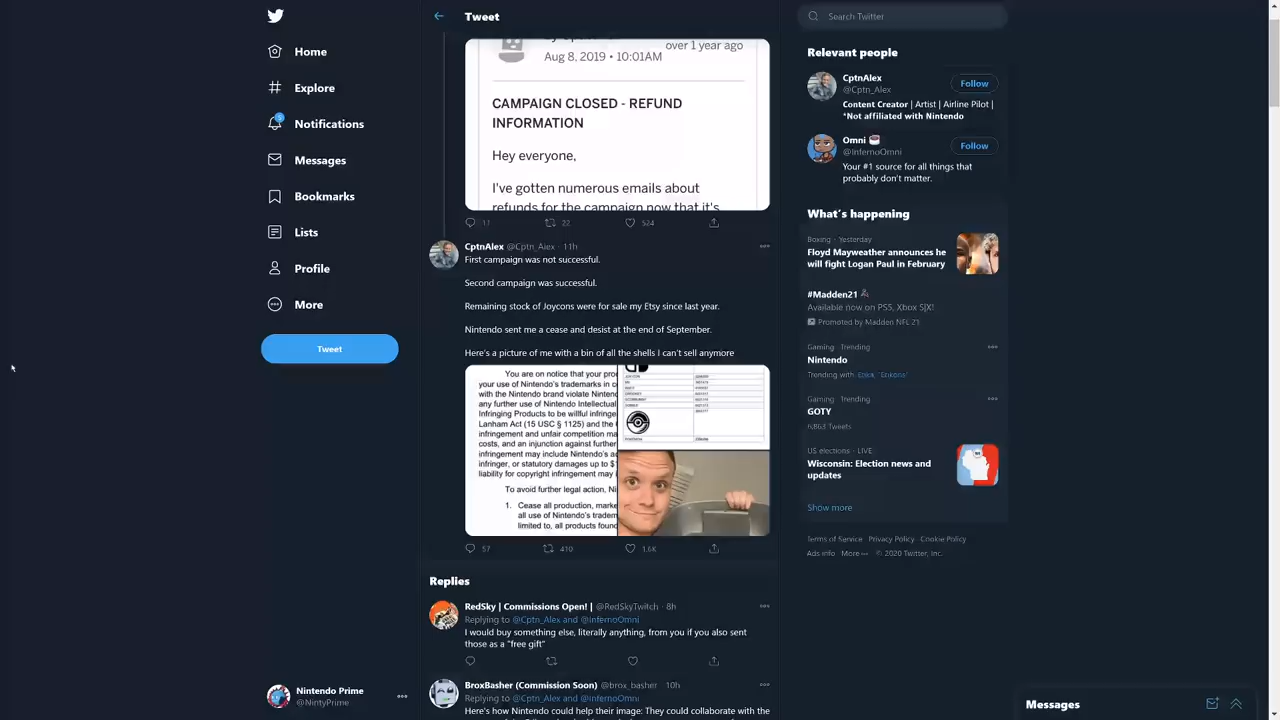 Home
Explore
Notifications
Messages
Bookmarks
Lists
Profile
More
Tweet
Nintendo Prime
@NintyPrime
Tweet
over 1 year ago
Aug 8, 2019 • 10:01AM
CAMPAIGN CLOSED - REFUND
INFORMATION
Hey everyone,
I've gotten numerous emails about
refunds for the campaign now that it's
11 22 524
CptnAlex @Cptn_Alex · 11h
First campaign was not successful.
Second campaign was successful.
Remaining stock of Joycons were for sale my Etsy since last year.
Nintendo sent me a cease and desist at the end of September.
Here's a picture of me with a bin of all the shells I can't sell anymore
You are on notice that your prod
your use of Nintendo's trademarks in c
with the Nintendo brand violate Ninten
any further use of Nintendo Intellectual
Infringing Products to be willful infringe
Lanham Act (15 USC § 1125) and the
infringement and unfair competition ma
costs, and an injunction against further
infringement may include Nintendo's ac
infringer, or statutory damages up to $1
liability for copyright infringement may i
To avoid further legal action, Ni
1. Cease all production, marke
all use of Nintendo's tradem
limited to, all products foun
57 410 1.6K
Replies
RedSky | Commissions Open! | @RedSkyTwitch · 8h
Replying to @Cptn_Alex and @InfernoOmni
I would buy something else, literally anything, from you if you also sent
those as a "free gift"
BroxBasher (Commission Soon) @brox_basher · 10h
Replying to @Cptn_Alex and @InfernoOmni
Here's how Nintendo could help their image: They could collaborate with the
Search Twitter
Relevant people
CptnAlex
@Cptn_Alex
Follow
Content Creator | Artist | Airline Pilot |
*Not affiliated with Nintendo
Omni
@InfernoOmni
Follow
Your #1 source for all things that
probably don't matter.
What's happening
Boxing · Yesterday
Floyd Mayweather announces he
will fight Logan Paul in February
#Madden21
Available now on PS5, Xbox S|X!
Promoted by Madden NFL 21
Gaming · Trending
Nintendo
Trending with
Gaming · Trending
GOTY
Tweets
US elections · LIVE
Wisconsin: Election news and
updates
Show more
Terms of Service Privacy Policy Cookie Policy
Ads info More © 2020 Twitter, Inc.
Messages